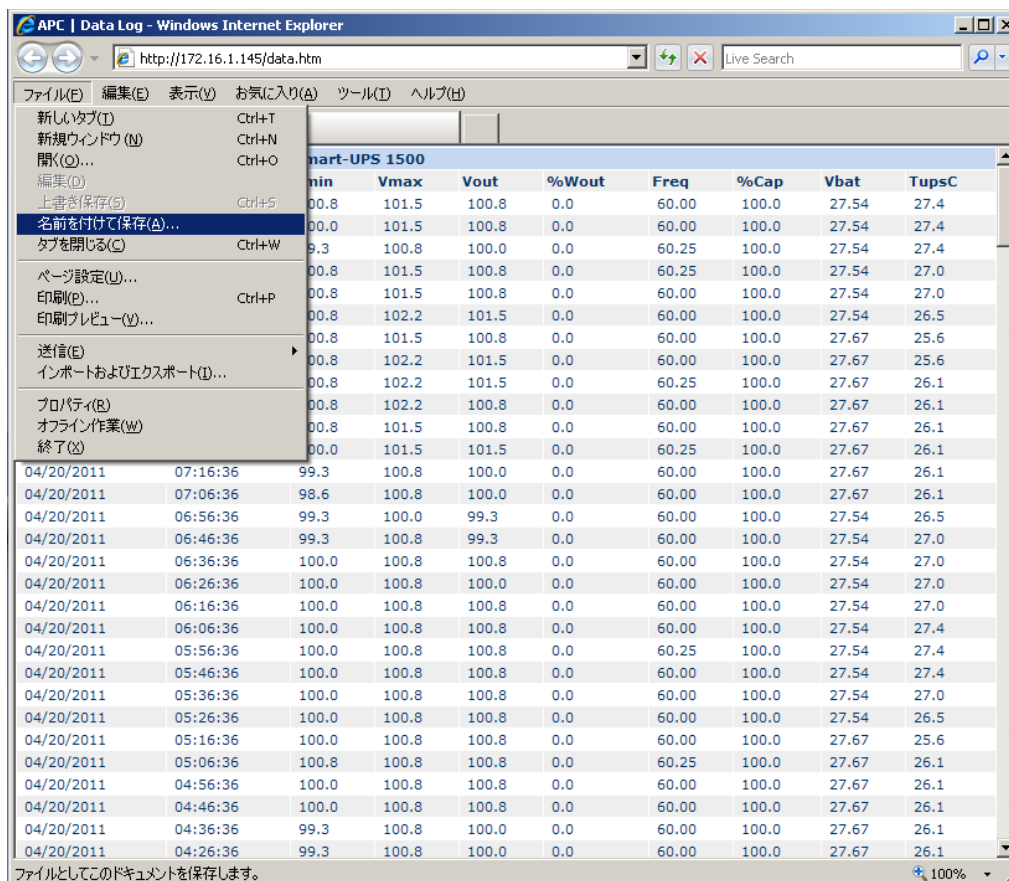 APC | Data Log - Windows Internet Explorer
http://172.16.1.145/data.htm Live Search
ファイル(F) 編集(E) 表示(V) お気に入り(A) ツール(T) ヘルプ(H)
新しいタブ(T) Ctrl+T
新規ウィンドウ(N) Ctrl+N
開く(O)... Ctrl+O
編集(D)
上書き保存(S) Ctrl+S
名前を付けて保存(A)...
タブを閉じる(C) Ctrl+W
ページ設定(U)...
印刷(P)... Ctrl+P
印刷プレビュー(V)...
送信(E)
インポートおよびエクスポート(I)...
プロパティ(R)
オフライン作業(W)
終了(X)
mart-UPS 1500
min Vmax Vout %Wout Freq %Cap Vbat TupsC
00.8 101.5 100.8 0.0 60.00 100.0 27.54 27.4
00.0 101.5 100.8 0.0 60.00 100.0 27.54 27.4
9.3 100.8 100.0 0.0 60.25 100.0 27.54 27.4
00.8 101.5 100.8 0.0 60.25 100.0 27.54 27.0
00.8 101.5 100.8 0.0 60.00 100.0 27.54 27.0
00.8 102.2 101.5 0.0 60.00 100.0 27.54 26.5
00.8 101.5 100.8 0.0 60.00 100.0 27.67 25.6
00.8 102.2 101.5 0.0 60.00 100.0 27.67 25.6
00.8 102.2 101.5 0.0 60.25 100.0 27.67 26.1
00.8 102.2 100.8 0.0 60.00 100.0 27.67 26.1
00.8 101.5 100.8 0.0 60.00 100.0 27.67 26.1
00.0 101.5 101.5 0.0 60.25 100.0 27.67 26.1
04/20/2011 07:16:36 99.3 100.8 100.0 0.0 60.00 100.0 27.67 26.1
04/20/2011 07:06:36 98.6 100.8 100.0 0.0 60.00 100.0 27.67 26.1
04/20/2011 06:56:36 99.3 100.0 99.3 0.0 60.00 100.0 27.54 26.5
04/20/2011 06:46:36 99.3 100.8 99.3 0.0 60.00 100.0 27.54 27.0
04/20/2011 06:36:36 100.0 100.8 100.8 0.0 60.00 100.0 27.54 27.0
04/20/2011 06:26:36 100.0 100.8 100.8 0.0 60.00 100.0 27.54 27.0
04/20/2011 06:16:36 100.0 100.8 100.8 0.0 60.00 100.0 27.54 27.0
04/20/2011 06:06:36 100.0 100.8 100.8 0.0 60.00 100.0 27.54 27.4
04/20/2011 05:56:36 100.0 100.8 100.8 0.0 60.25 100.0 27.54 27.4
04/20/2011 05:46:36 100.0 100.8 100.8 0.0 60.00 100.0 27.54 27.4
04/20/2011 05:36:36 100.0 100.8 100.8 0.0 60.00 100.0 27.54 27.0
04/20/2011 05:26:36 100.0 100.8 100.8 0.0 60.00 100.0 27.54 26.5
04/20/2011 05:16:36 100.0 100.8 100.8 0.0 60.00 100.0 27.67 25.6
04/20/2011 05:06:36 100.8 100.8 100.8 0.0 60.25 100.0 27.67 26.1
04/20/2011 04:56:36 100.0 100.8 100.8 0.0 60.00 100.0 27.67 26.1
04/20/2011 04:46:36 100.0 100.8 100.8 0.0 60.00 100.0 27.67 26.1
04/20/2011 04:36:36 99.3 100.8 100.0 0.0 60.00 100.0 27.67 26.1
04/20/2011 04:26:36 99.3 100.8 100.0 0.0 60.00 100.0 27.67 26.1
ファイルとしてこのドキュメントを保存します。 100%